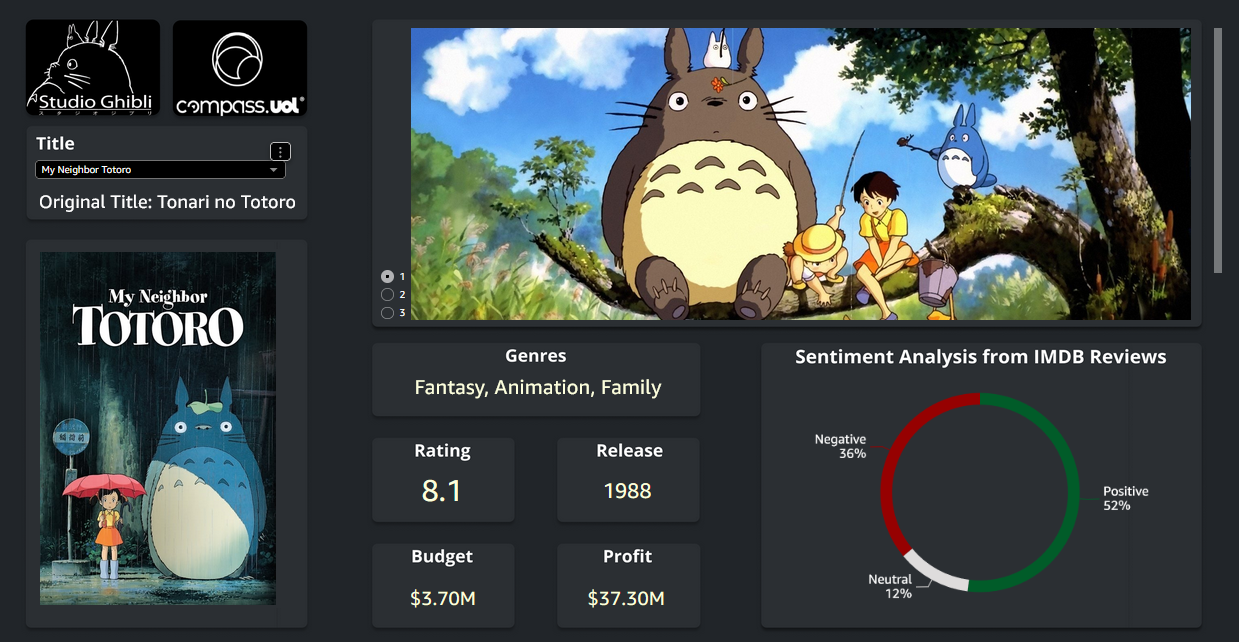 Studio Ghibli
スタジオジブリ
compass.uol
Title
My Neighbor Totoro
Original Title: Tonari no Totoro
My Neighbor
TOTORO
1
2
3
Genres
Fantasy, Animation, Family
Rating
8.1
Release
1988
Budget
$3.70M
Profit
$37.30M
Sentiment Analysis from IMDB Reviews
Negative
36%
Positive
52%
Neutral
12%